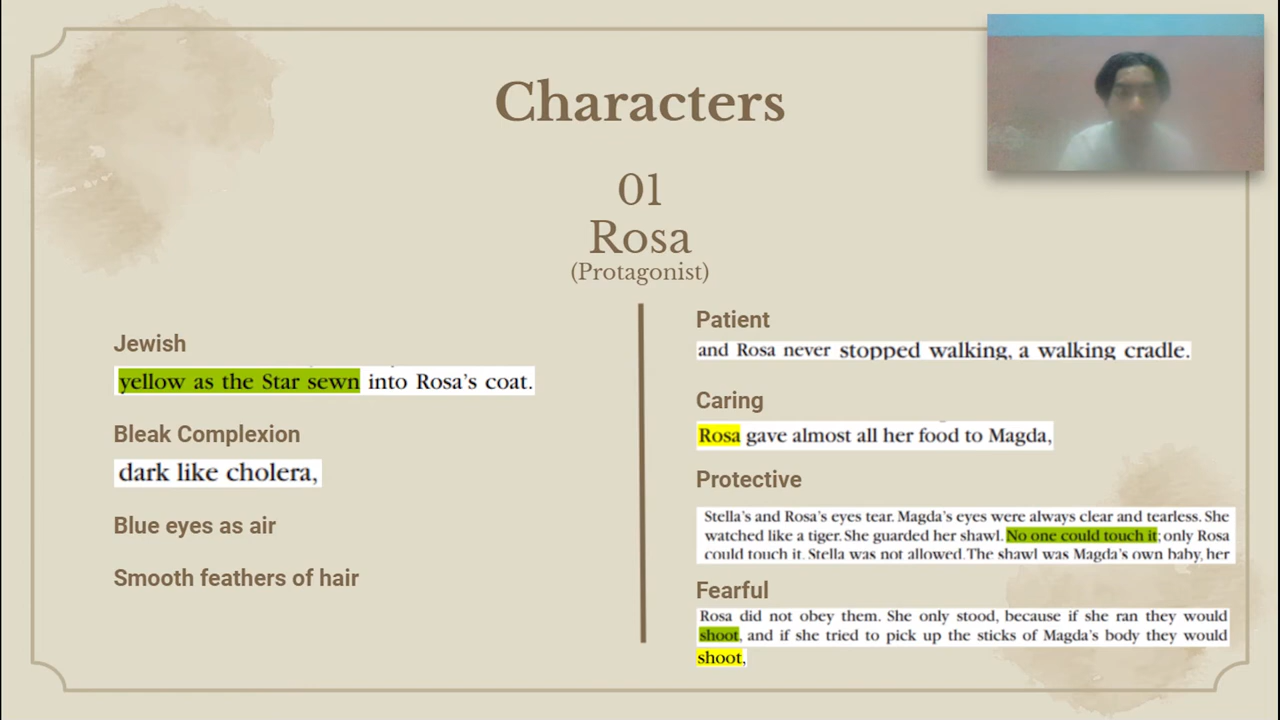 Characters
01
Rosa
(Protagonist)
Jewish
yellow as the Star sewn into Rosa's coat.
Bleak Complexion
dark like cholera,
Blue eyes as air
Smooth feathers of hair
Patient
and Rosa never stopped walking, a walking cradle.
Caring
Rosa gave almost all her food to Magda,
Protective
Stella's and Rosa's eyes tear. Magda's eyes were always clear and tearless. She
watched like a tiger. She guarded her shawl. No one could touch it; only Rosa
could touch it. Stella was not allowed. The shawl was Magda's own baby, her
Fearful
Rosa did not obey them. She only stood, because if she ran they would
shoot, and if she tried to pick up the sticks of Magda's body they would
shoot,